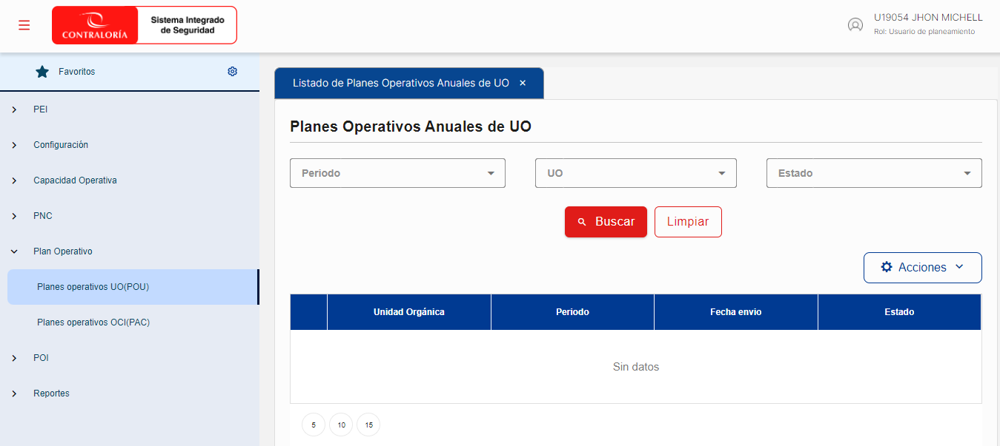 CONTRALORÍA
Sistema Integrado
de Seguridad
U19054 JHON MICHELL
Rol: Usuario de planeamiento
Favoritos
PEI
Configuración
Capacidad Operativa
PNC
Plan Operativo
Planes operativos UO(POU)
Planes operativos OCI(PAC)
POI
Reportes
Listado de Planes Operativos Anuales de UO ×
Planes Operativos Anuales de UO
Periodo UO Estado
Buscar Limpiar
Acciones
Unidad Orgánica Periodo Fecha envio Estado
Sin datos
5 10 15